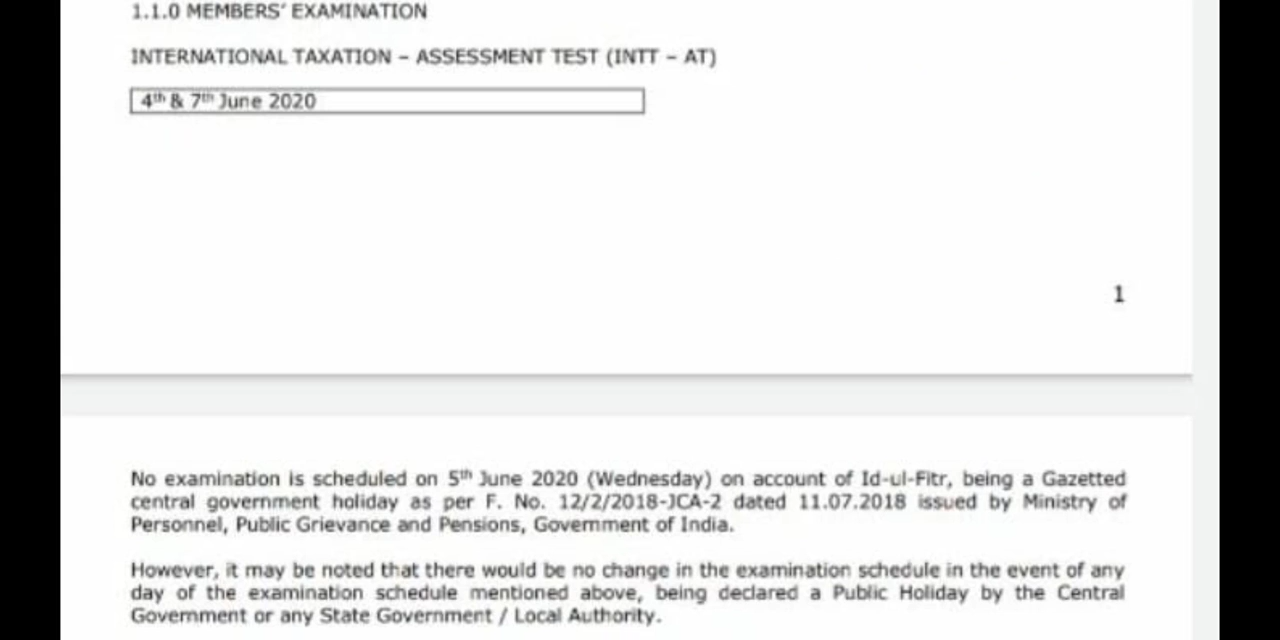 1.1.0 MEMBERS' EXAMINATION
INTERNATIONAL TAXATION – ASSESSMENT TEST (INTT – AT)
4th & 7th June 2020
1
No examination is scheduled on 5th June 2020 (Wednesday) on account of Id-ul-Fitr, being a Gazetted
central government holiday as per F. No. 12/2/2018-JCA-2 dated 11.07.2018 issued by Ministry of
Personnel, Public Grievance and Pensions, Government of India.
However, it may be noted that there would be no change in the examination schedule in the event of any
day of the examination schedule mentioned above, being declared a Public Holiday by the Central
Government or any State Government / Local Authority.